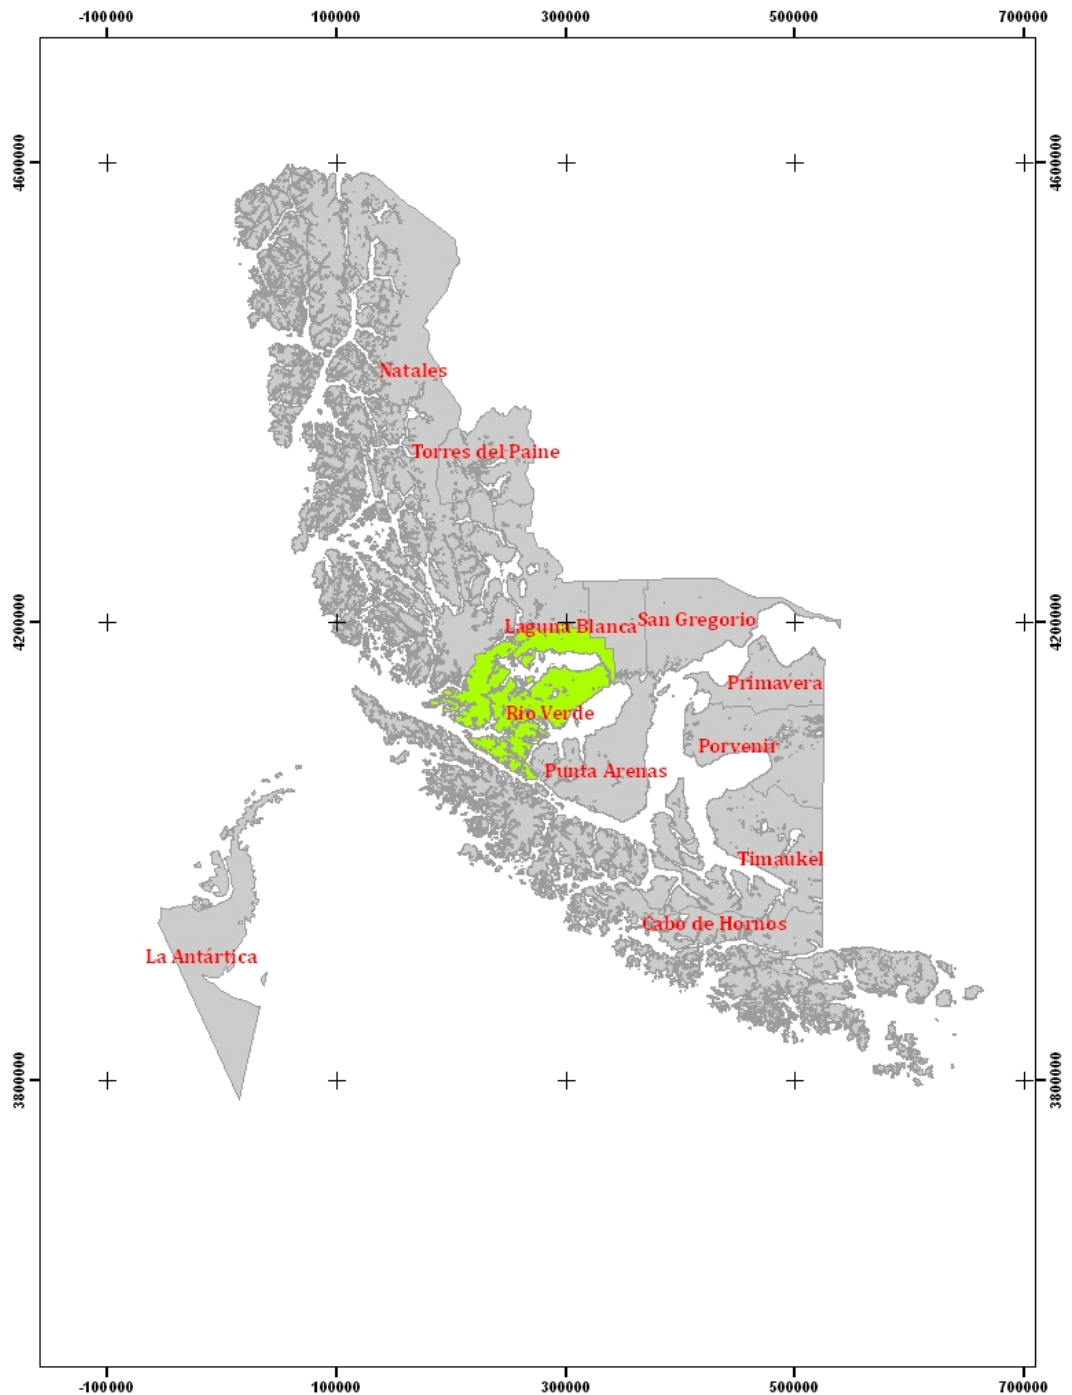 -100000 100000 300000 500000 700000
4600000 4600000
Natales
Torres del Paine
4200000 4200000
San Gregorio
Laguna Blanca
Primavera
Rio Verde
Porvenir
Punta Arenas
Timaukel
Cabo de Hornos
La Antártica
3800000 3800000
-100000 100000 300000 500000 700000